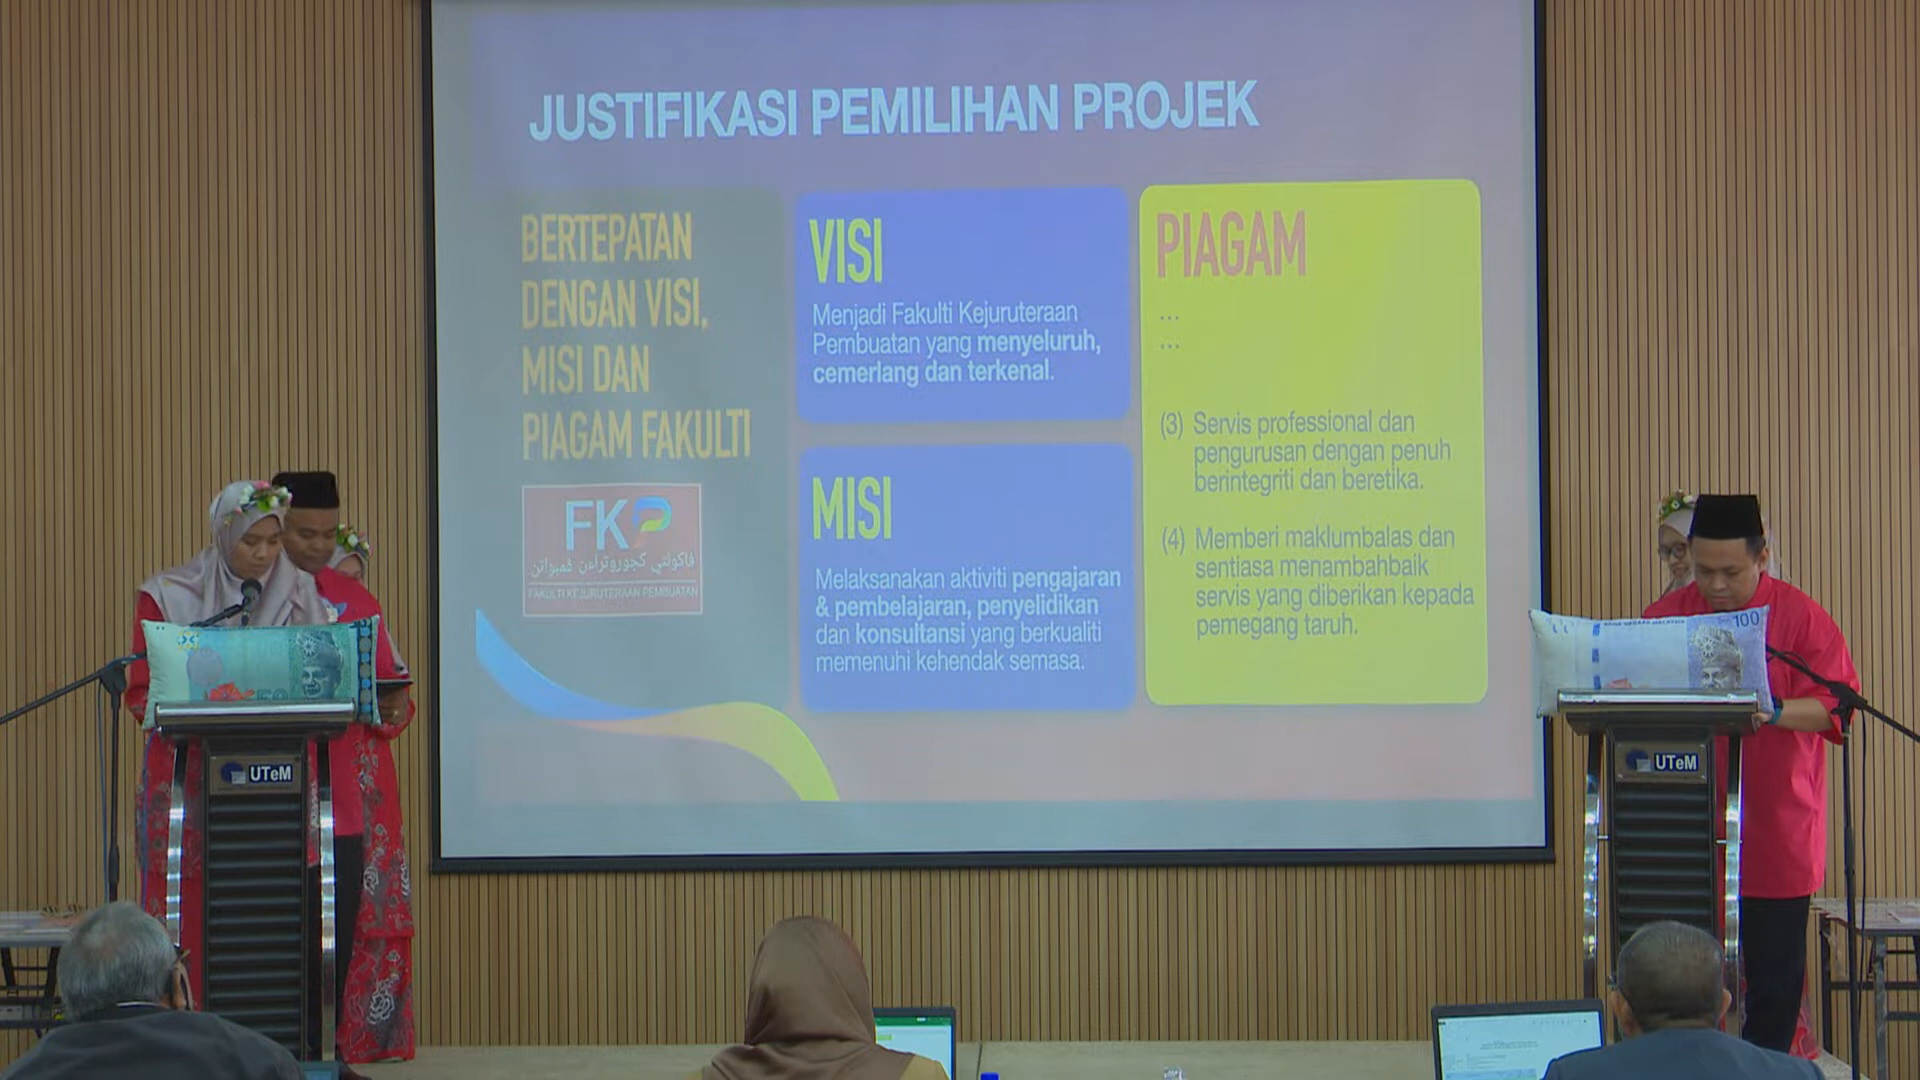 JUSTIFIKASI PEMILIHAN PROJEK
BERTEPATAN
DENGAN VISI,
MISI DAN
PIAGAM FAKULTI
FKP
فاکولتي کجوروتراءن ڤمبواتن
FAKULTI KEJURUTERAAN PEMBUATAN
VISI
Menjadi Fakulti Kejuruteraan
Pembuatan yang menyeluruh,
cemerlang dan terkenal.
MISI
Melaksanakan aktiviti pengajaran
& pembelajaran, penyelidikan
dan konsultansi yang berkualiti
memenuhi kehendak semasa.
PIAGAM
...
...
(3) Servis professional dan
pengurusan dengan penuh
berintegriti dan beretika.
(4) Memberi maklumbalas dan
sentiasa menambahbaik
servis yang diberikan kepada
pemegang taruh.
50
UTeM
100
UTeM